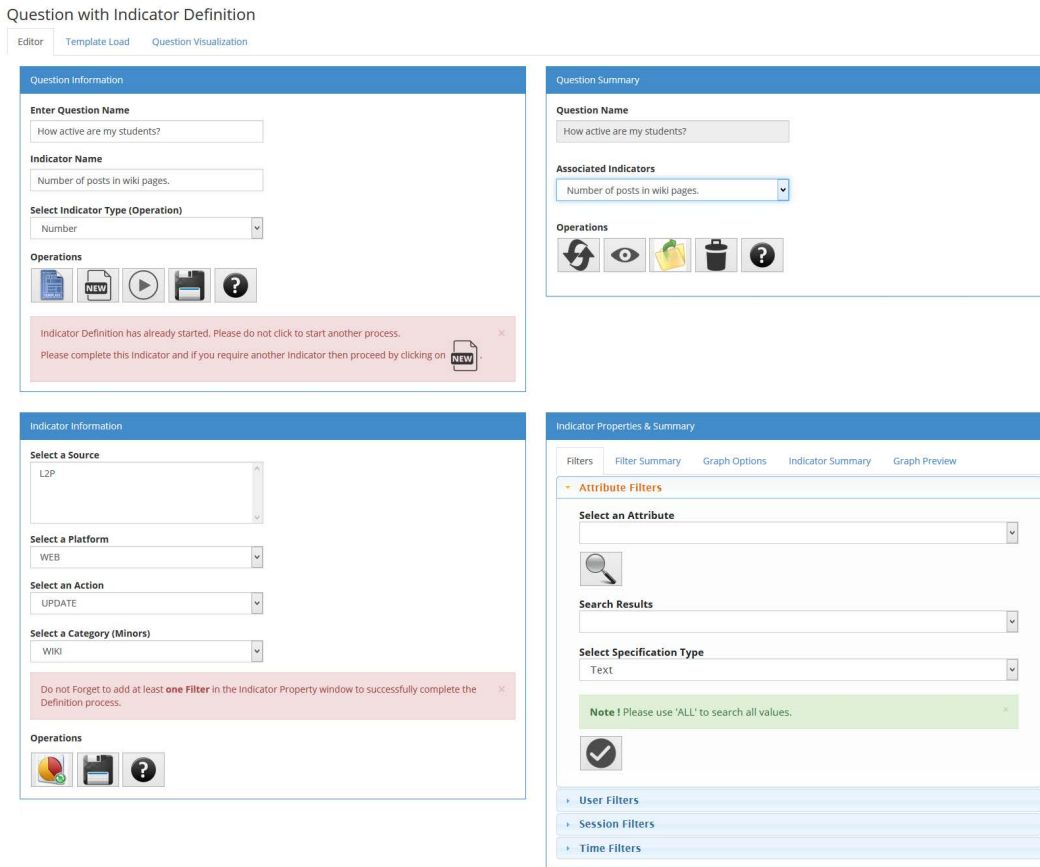 Question with Indicator Definition
Editor Template Load Question Visualization
Question Information
Enter Question Name
How active are my students?
Indicator Name
Number of posts in wiki pages.
Select Indicator Type (Operation)
Number
Operations
TEMPLATE NEW ?
Indicator Definition has already started. Please do not click to start another process. ×
Please complete this Indicator and if you require another Indicator then proceed by clicking on NEW .
Question Summary
Question Name
How active are my students?
Associated Indicators
Number of posts in wiki pages.
Operations
?
Indicator Information
Select a Source
L2P
Select a Platform
WEB
Select an Action
UPDATE
Select a Category (Minors)
WIKI
Do not Forget to add at least one Filter in the Indicator Property window to successfully complete the ×
Definition process.
Operations
?
Indicator Properties & Summary
Filters Filter Summary Graph Options Indicator Summary Graph Preview
Attribute Filters
Select an Attribute
Search Results
Select Specification Type
Text
Note ! Please use 'ALL' to search all values. ×
User Filters
Session Filters
Time Filters